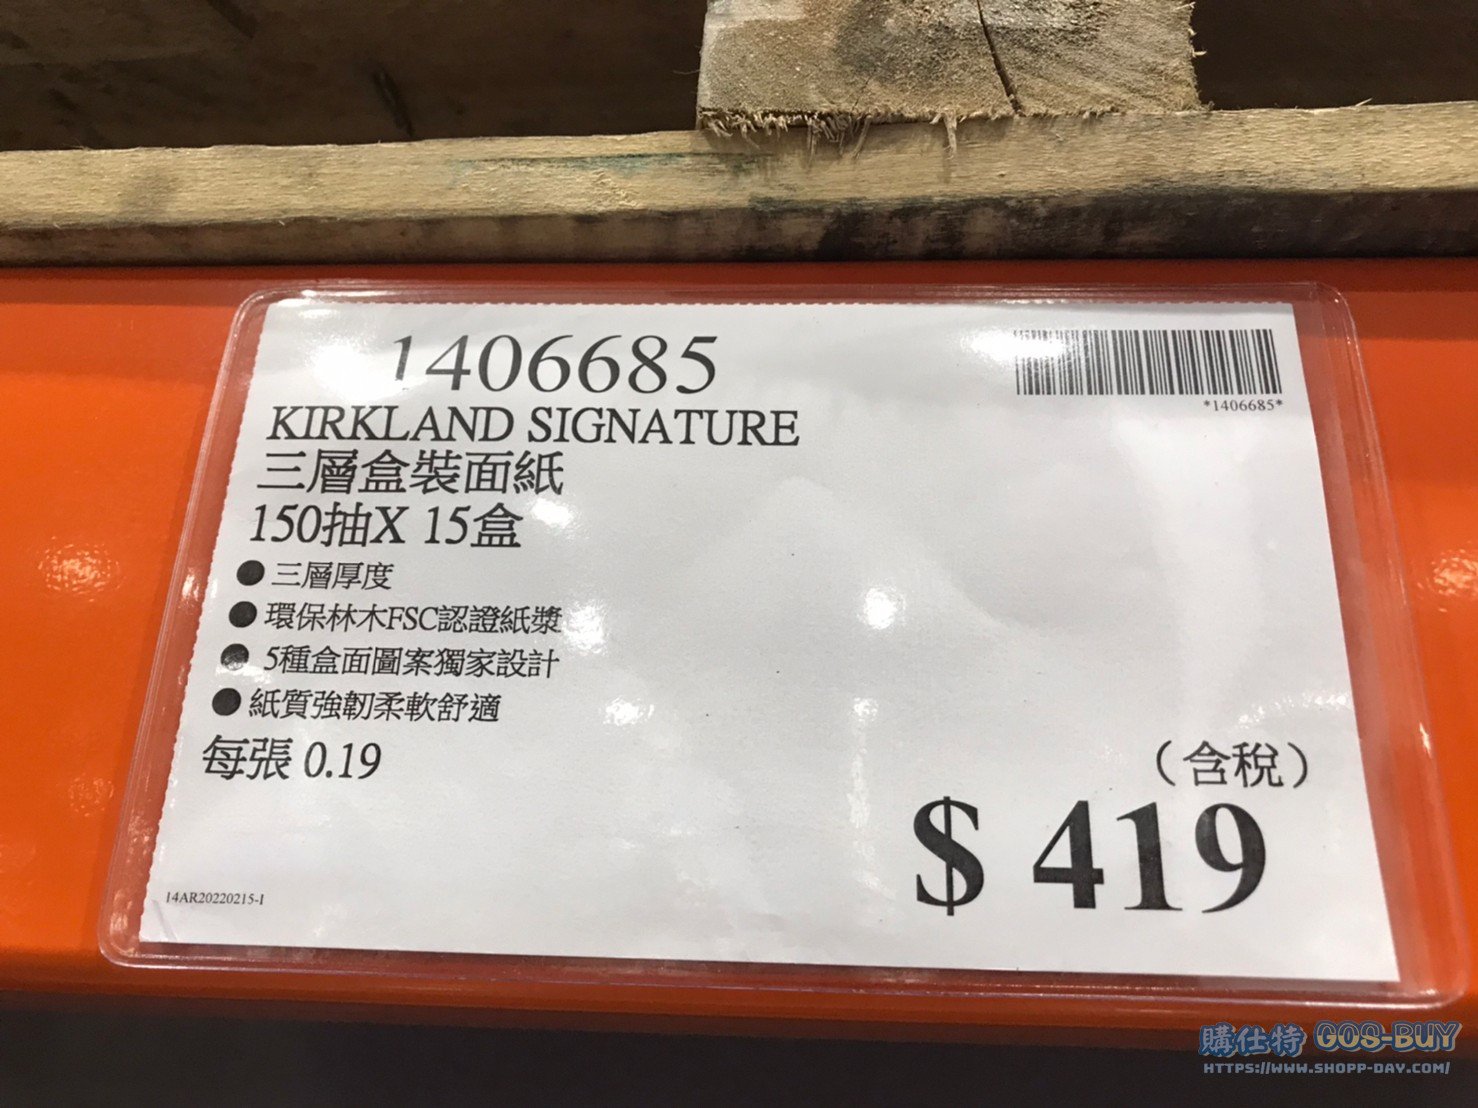 1406685
*1406685*
KIRKLAND SIGNATURE
三層盒裝面紙
150抽X 15盒
● 三層厚度
● 環保林木FSC認證紙漿
● 5種盒面圖案獨家設計
● 紙質強韌柔軟舒適
每張 0.19
（含稅）
$ 419
14AR20220215-1
購仕特 GOS-BUY
HTTPS://WWW.SHOPP-DAY.COM/